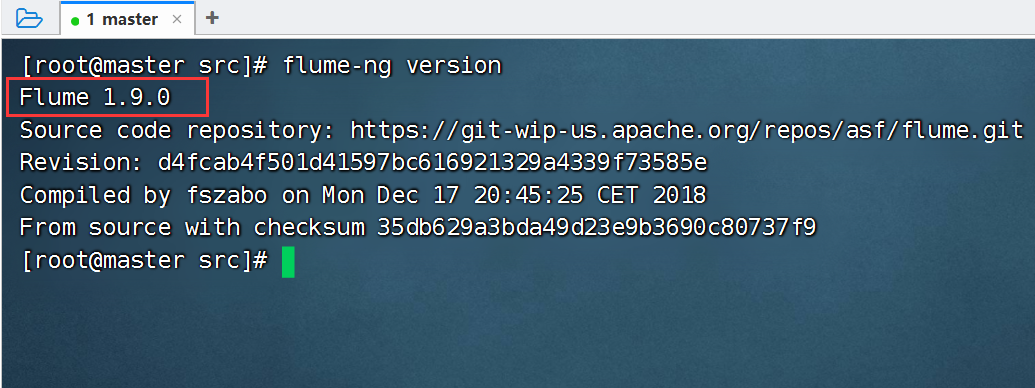 1 master × +
[root@master src]# flume-ng version
Flume 1.9.0
Source code repository: https://git-wip-us.apache.org/repos/asf/flume.git
Revision: d4fcab4f501d41597bc616921329a4339f73585e
Compiled by fszabo on Mon Dec 17 20:45:25 CET 2018
From source with checksum 35db629a3bda49d23e9b3690c80737f9
[root@master src]#